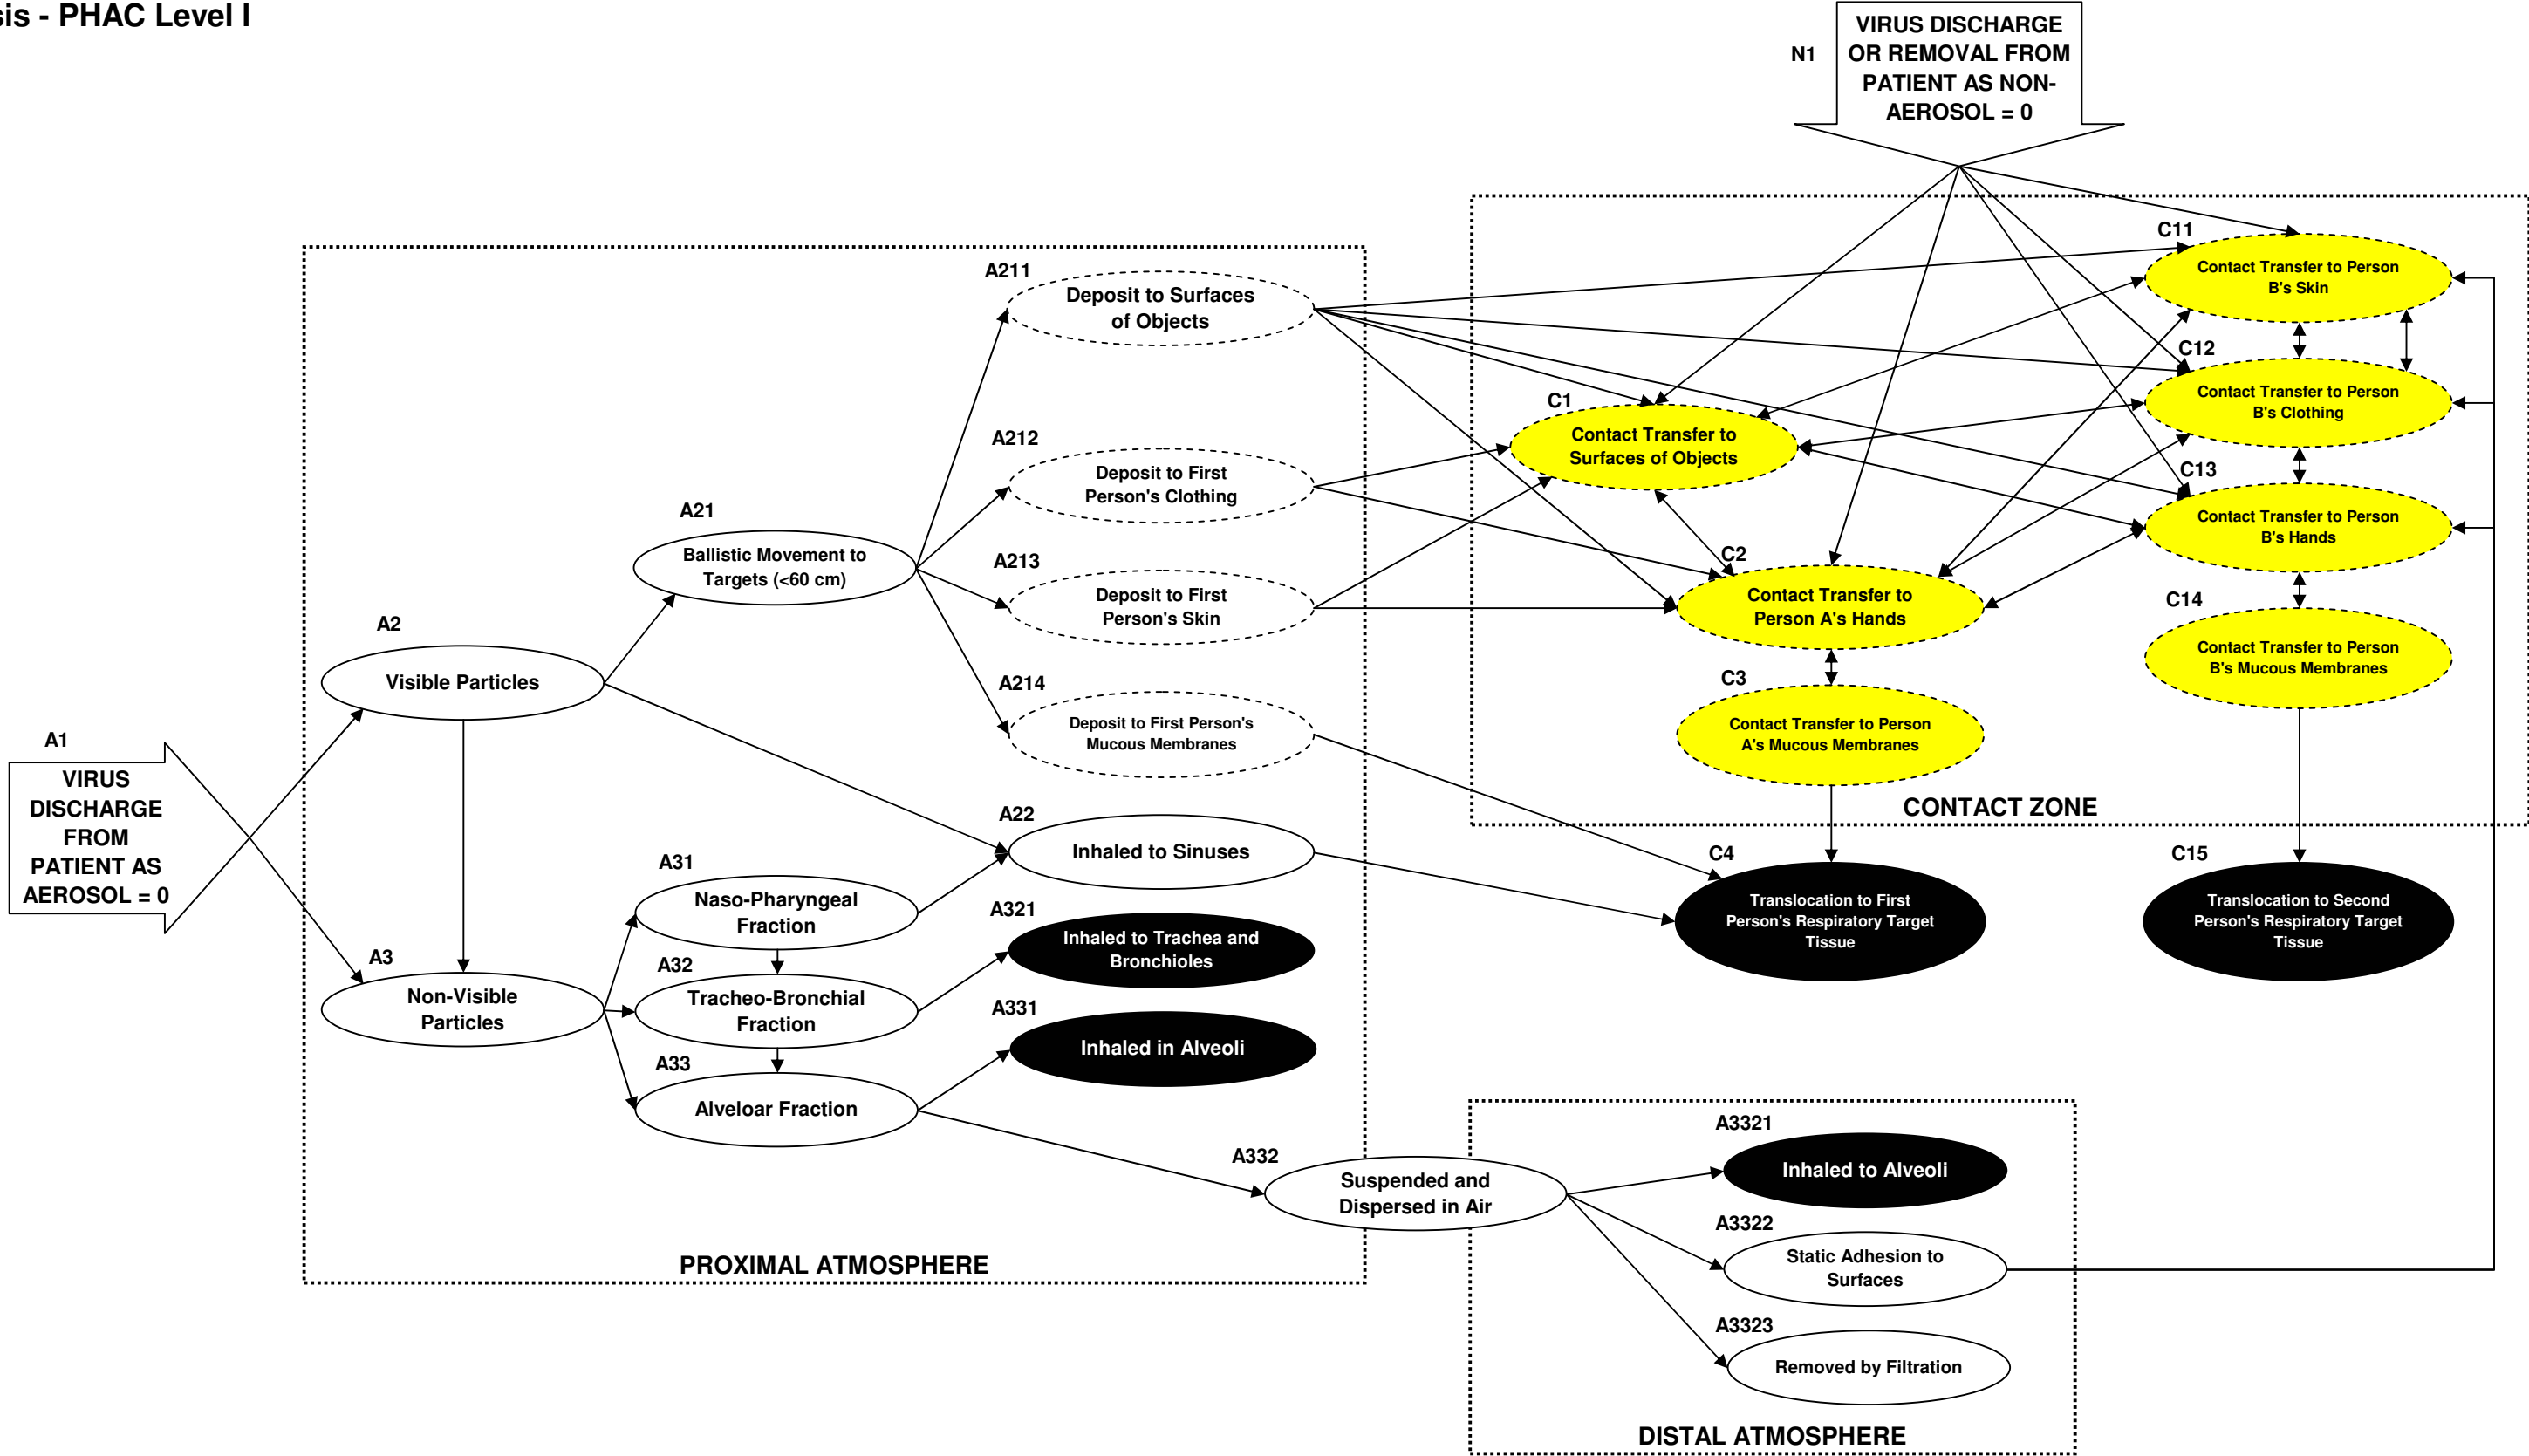 sis - PHAC Level I
N1
VIRUS DISCHARGE
OR REMOVAL FROM
PATIENT AS NON-
AEROSOL = 0
A1
VIRUS
DISCHARGE
FROM
PATIENT AS
AEROSOL = 0
A2
Visible Particles
A3
Non-Visible
Particles
A21
Ballistic Movement to
Targets (<60 cm)
A31
Naso-Pharyngeal
Fraction
A32
Tracheo-Bronchial
Fraction
A33
Alveloar Fraction
A211
Deposit to Surfaces
of Objects
A212
Deposit to First
Person's Clothing
A213
Deposit to First
Person's Skin
A214
Deposit to First Person's
Mucous Membranes
A22
Inhaled to Sinuses
A321
Inhaled to Trachea and
Bronchioles
A331
Inhaled in Alveoli
A332
Suspended and
Dispersed in Air
PROXIMAL ATMOSPHERE
C1
Contact Transfer to
Surfaces of Objects
C2
Contact Transfer to
Person A's Hands
C3
Contact Transfer to Person
A's Mucous Membranes
C11
Contact Transfer to Person
B's Skin
C12
Contact Transfer to Person
B's Clothing
C13
Contact Transfer to Person
B's Hands
C14
Contact Transfer to Person
B's Mucous Membranes
CONTACT ZONE
C4
Translocation to First
Person's Respiratory Target
Tissue
C15
Translocation to Second
Person's Respiratory Target
Tissue
A3321
Inhaled to Alveoli
A3322
Static Adhesion to
Surfaces
A3323
Removed by Filtration
DISTAL ATMOSPHERE